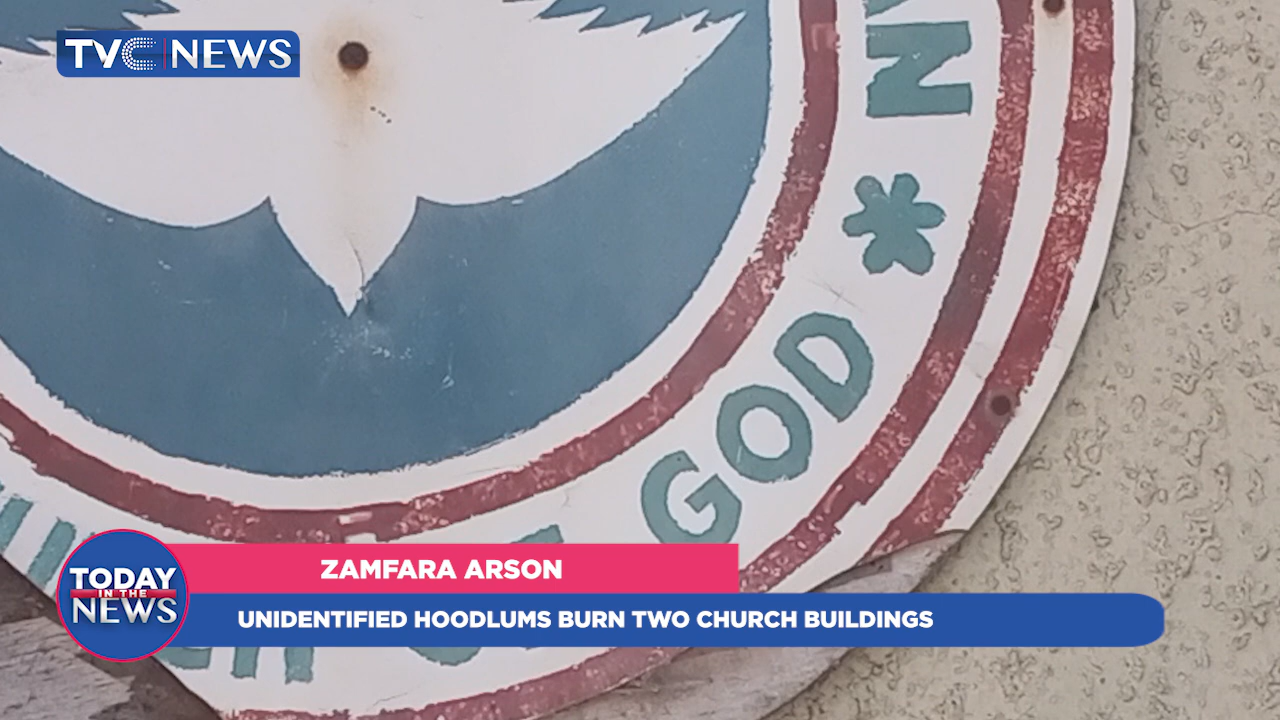 TVC NEWS
N * GOD
ZAMFARA ARSON
TODAY
IN THE
NEWS
UNIDENTIFIED HOODLUMS BURN TWO CHURCH BUILDINGS